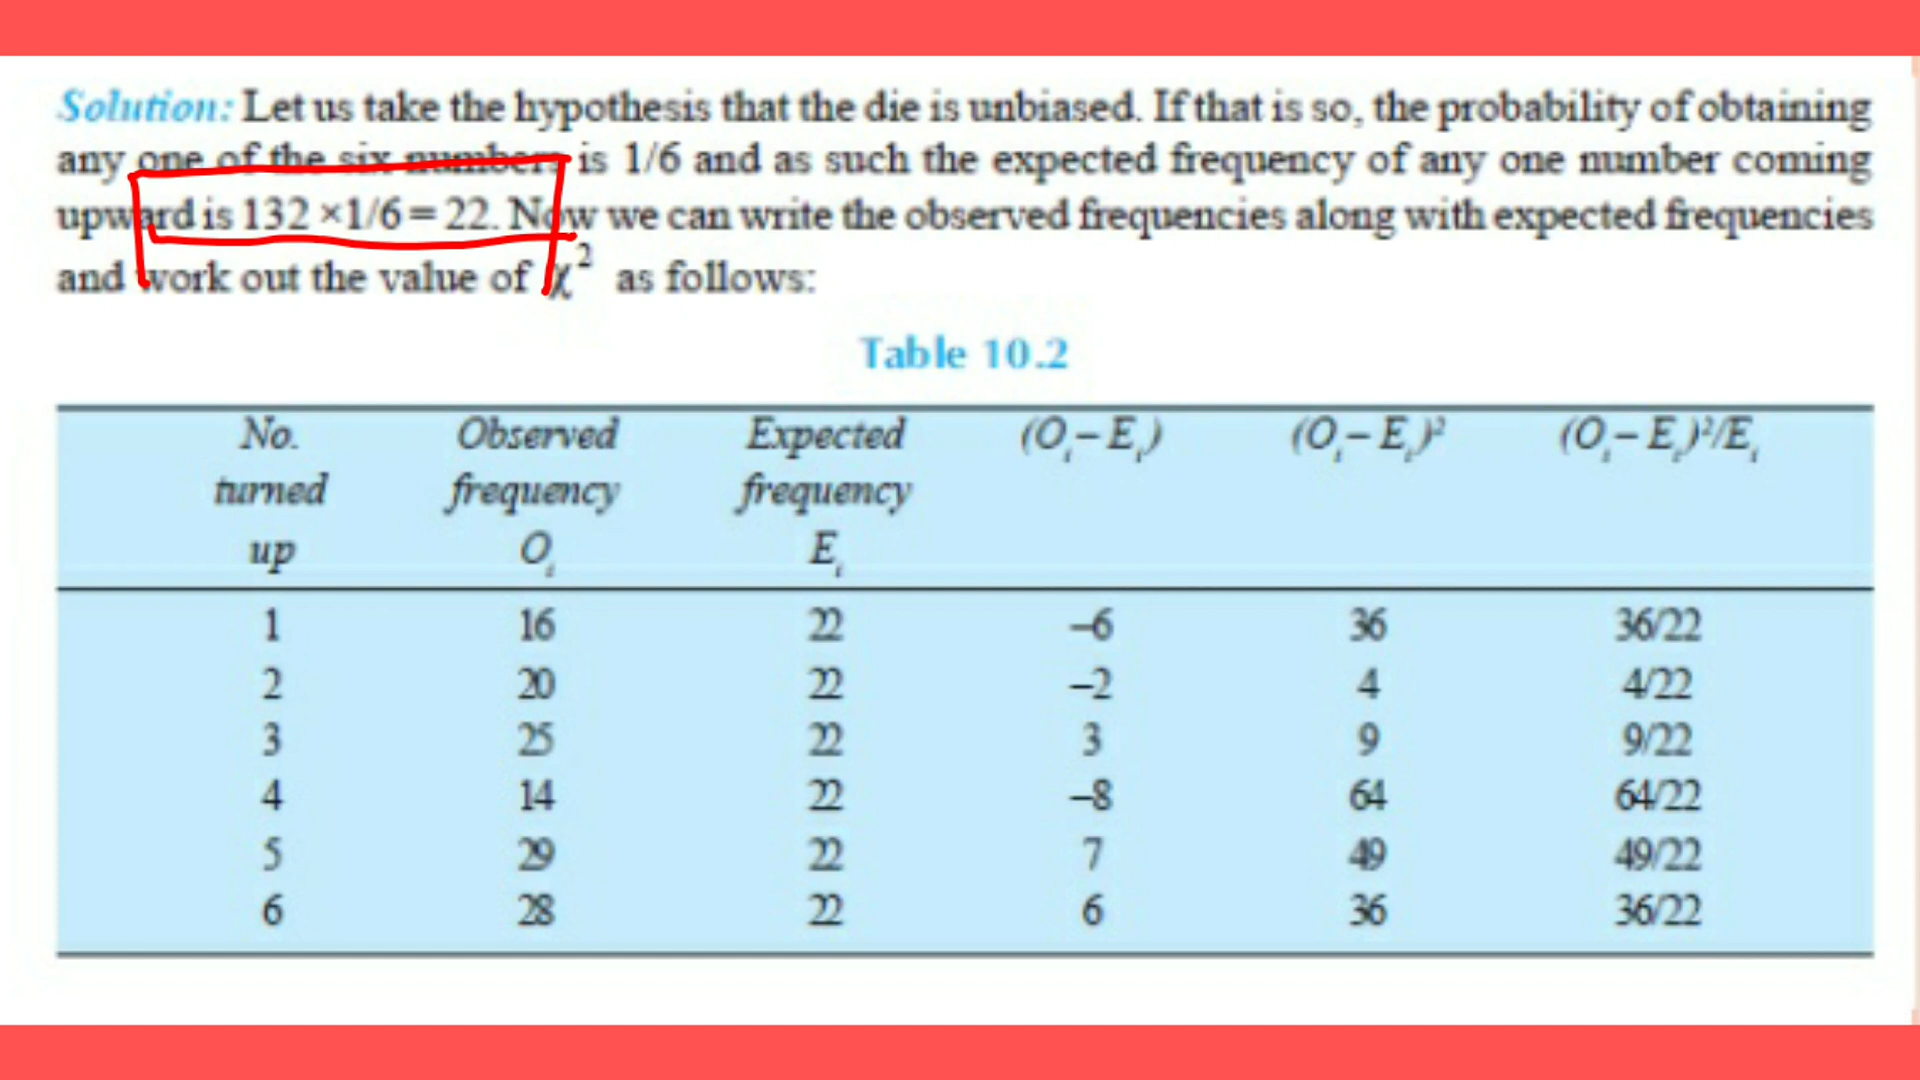 Solution: Let us take the hypothesis that the die is unbiased. If that is so, the probability of obtaining
any one of the six numbers is 1/6 and as such the expected frequency of any one number coming
upward is 132 ×1/6 = 22. Now we can write the observed frequencies along with expected frequencies
and work out the value of χ² as follows:
Table 10.2
No. Observed Expected (Oᵢ – Eᵢ) (Oᵢ – Eᵢ)² (Oᵢ – Eᵢ)²/Eᵢ
turned frequency frequency
up Oᵢ Eᵢ
1 16 22 –6 36 36/22
2 20 22 –2 4 4/22
3 25 22 3 9 9/22
4 14 22 –8 64 64/22
5 29 22 7 49 49/22
6 28 22 6 36 36/22